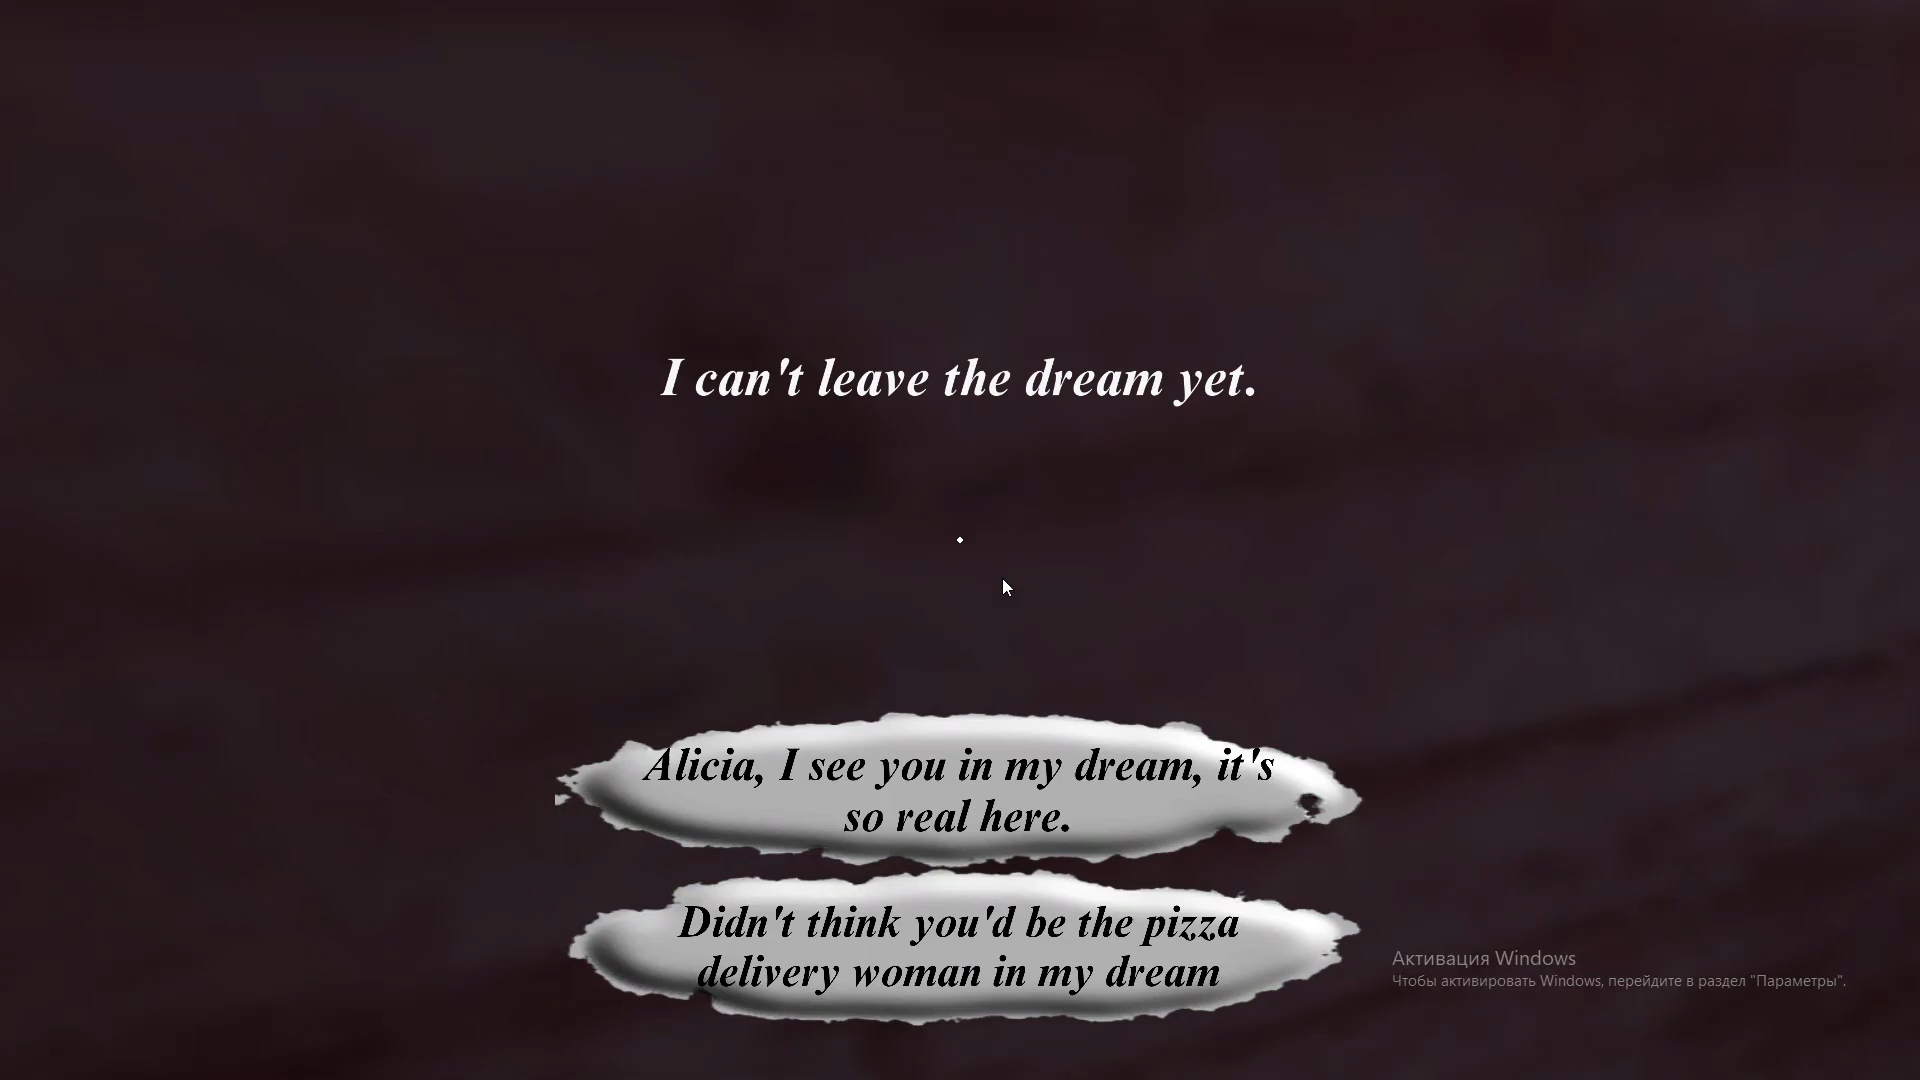 I can't leave the dream yet.
Alicia, I see you in my dream, it's
so real here.
Didn't think you'd be the pizza
delivery woman in my dream
Активация Windows
Чтобы активировать Windows, перейдите в раздел "Параметры".